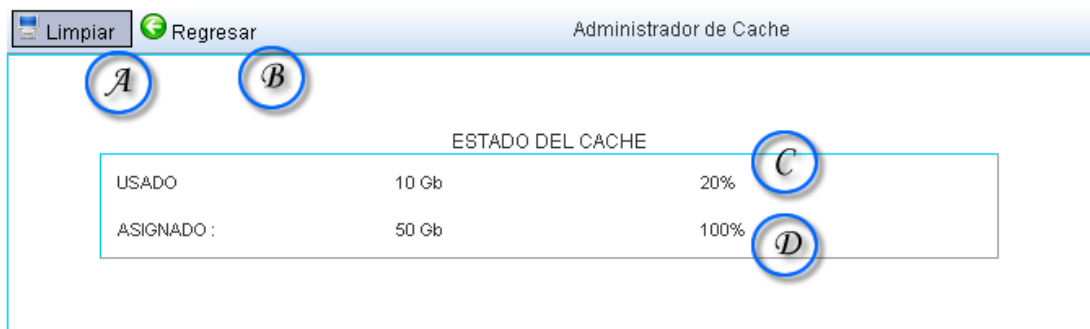 Limpiar Regresar Administrador de Cache
A B
ESTADO DEL CACHE
C
USADO 10 Gb 20%
ASIGNADO : 50 Gb 100%
D